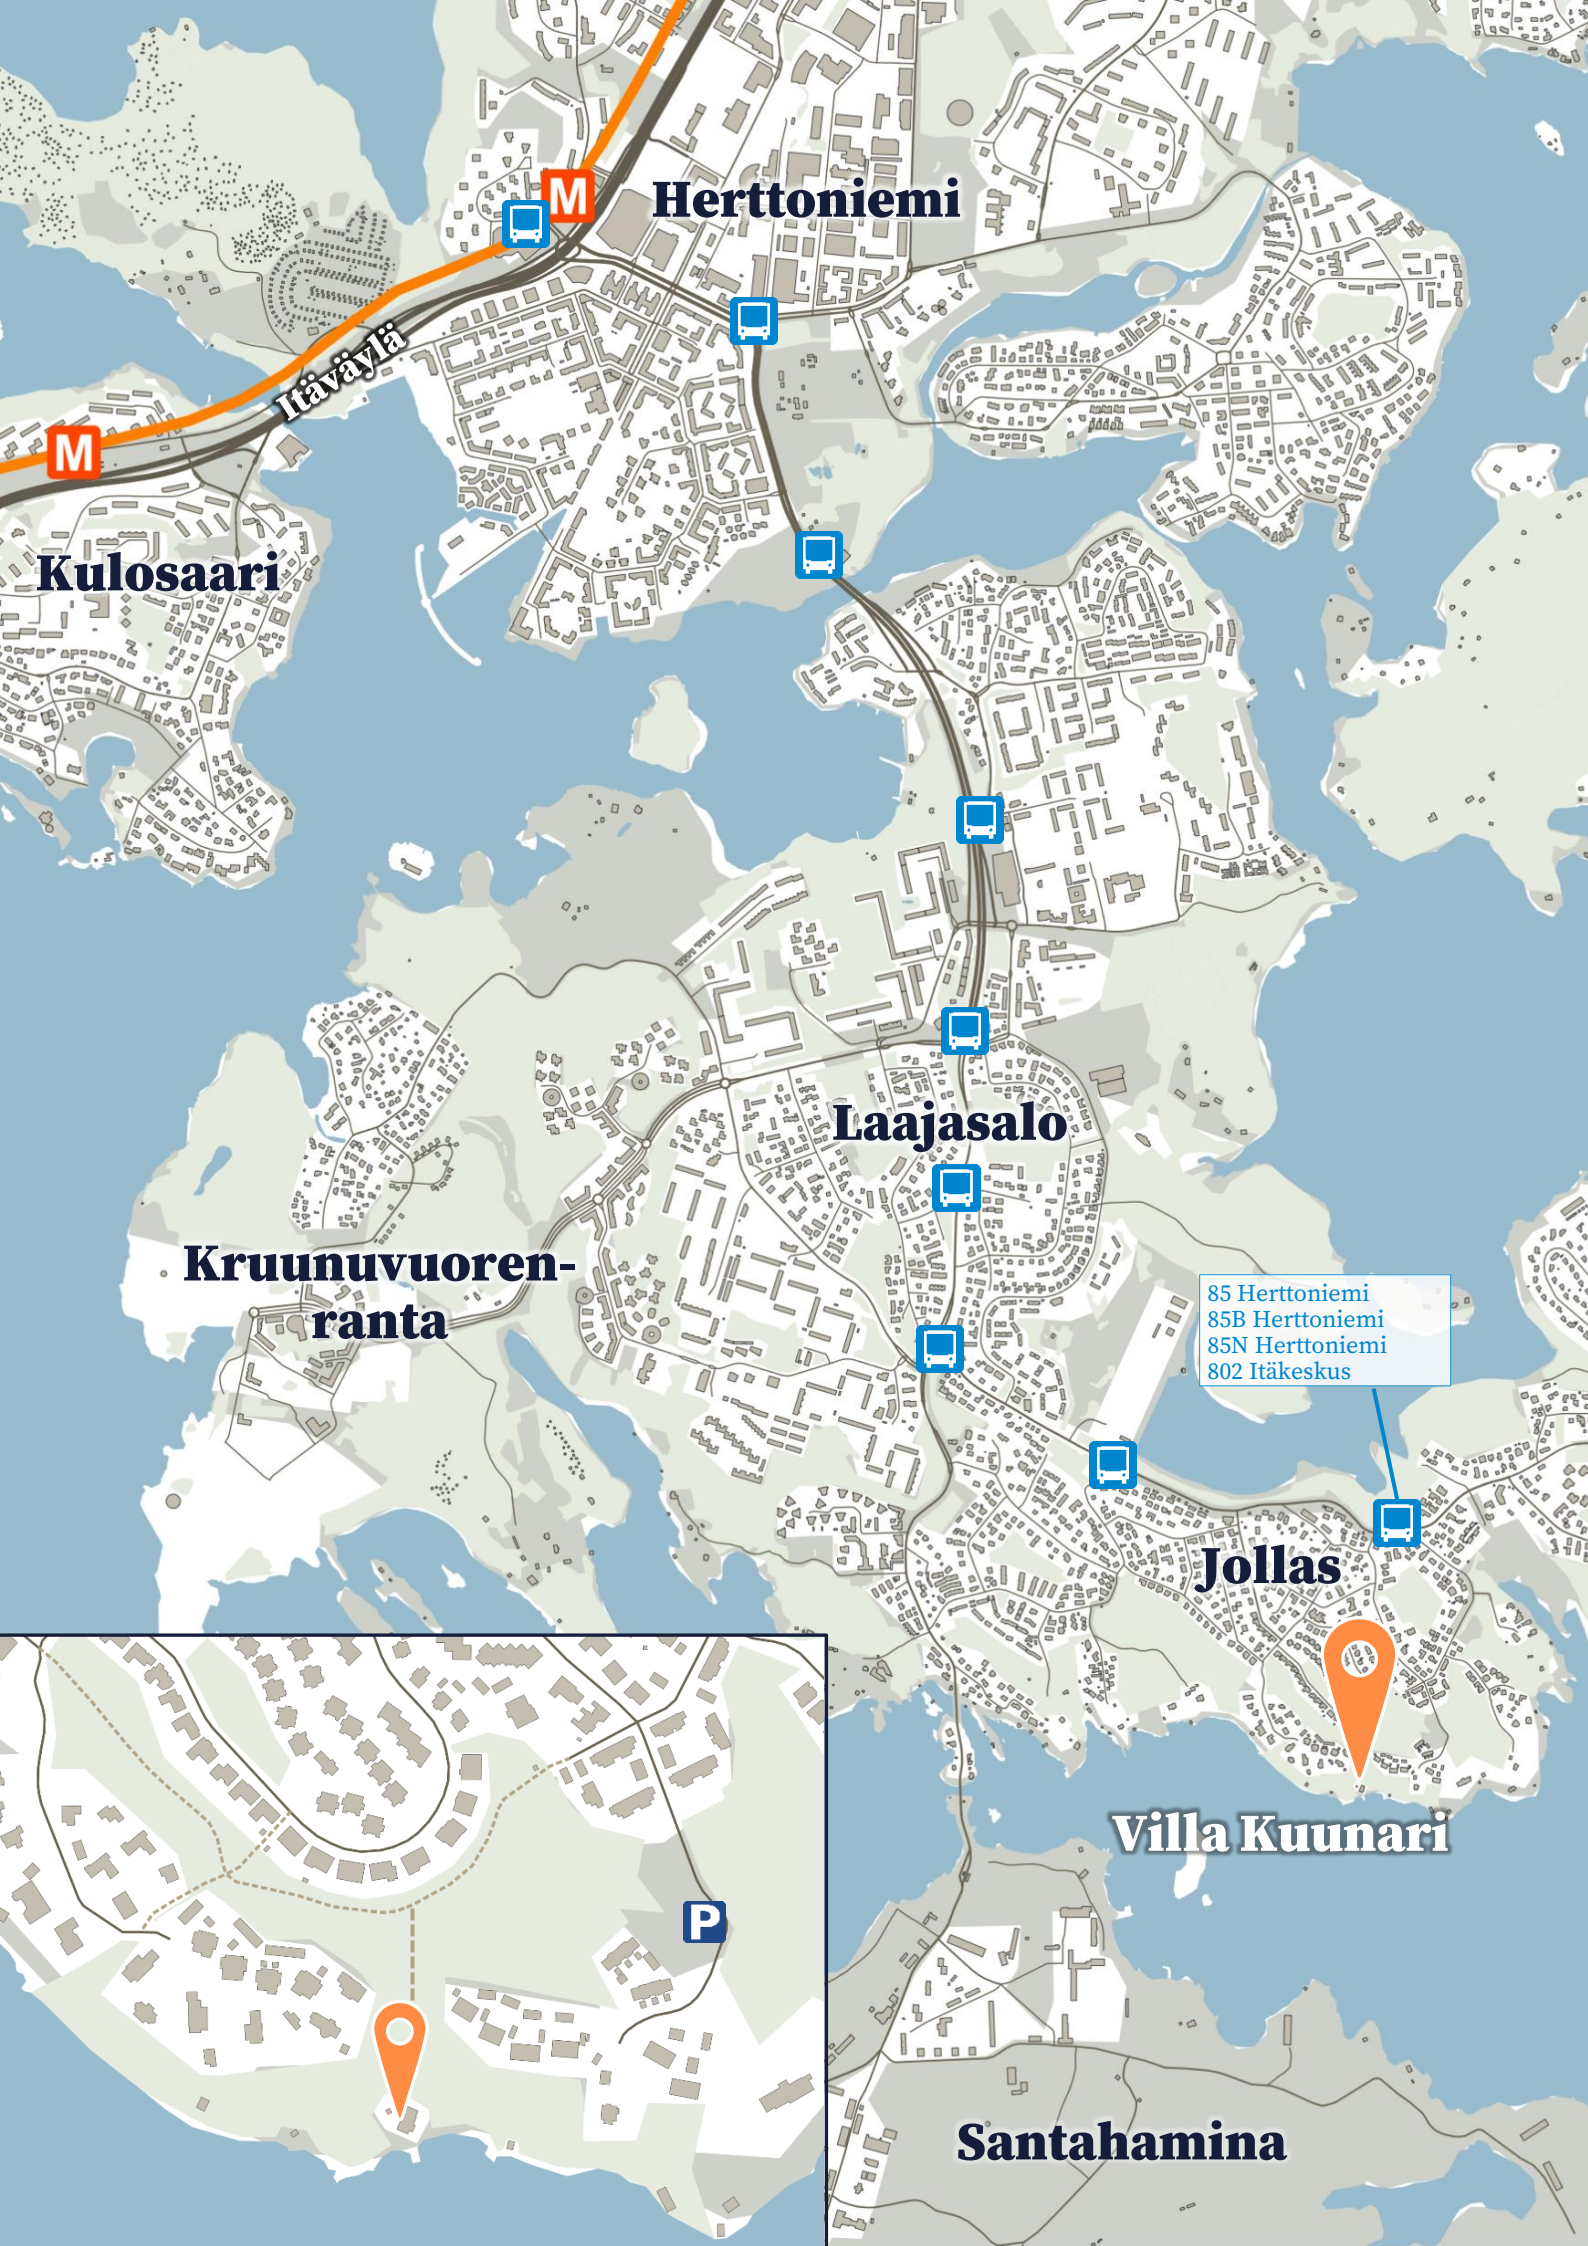 M
Herttoniemi
Itäväylä
M
Kulosaari
Laajasalo
Kruunuvuoren-
ranta
85 Herttoniemi
85B Herttoniemi
85N Herttoniemi
802 Itäkeskus
Jollas
Villa Kuunari
P
Santahamina